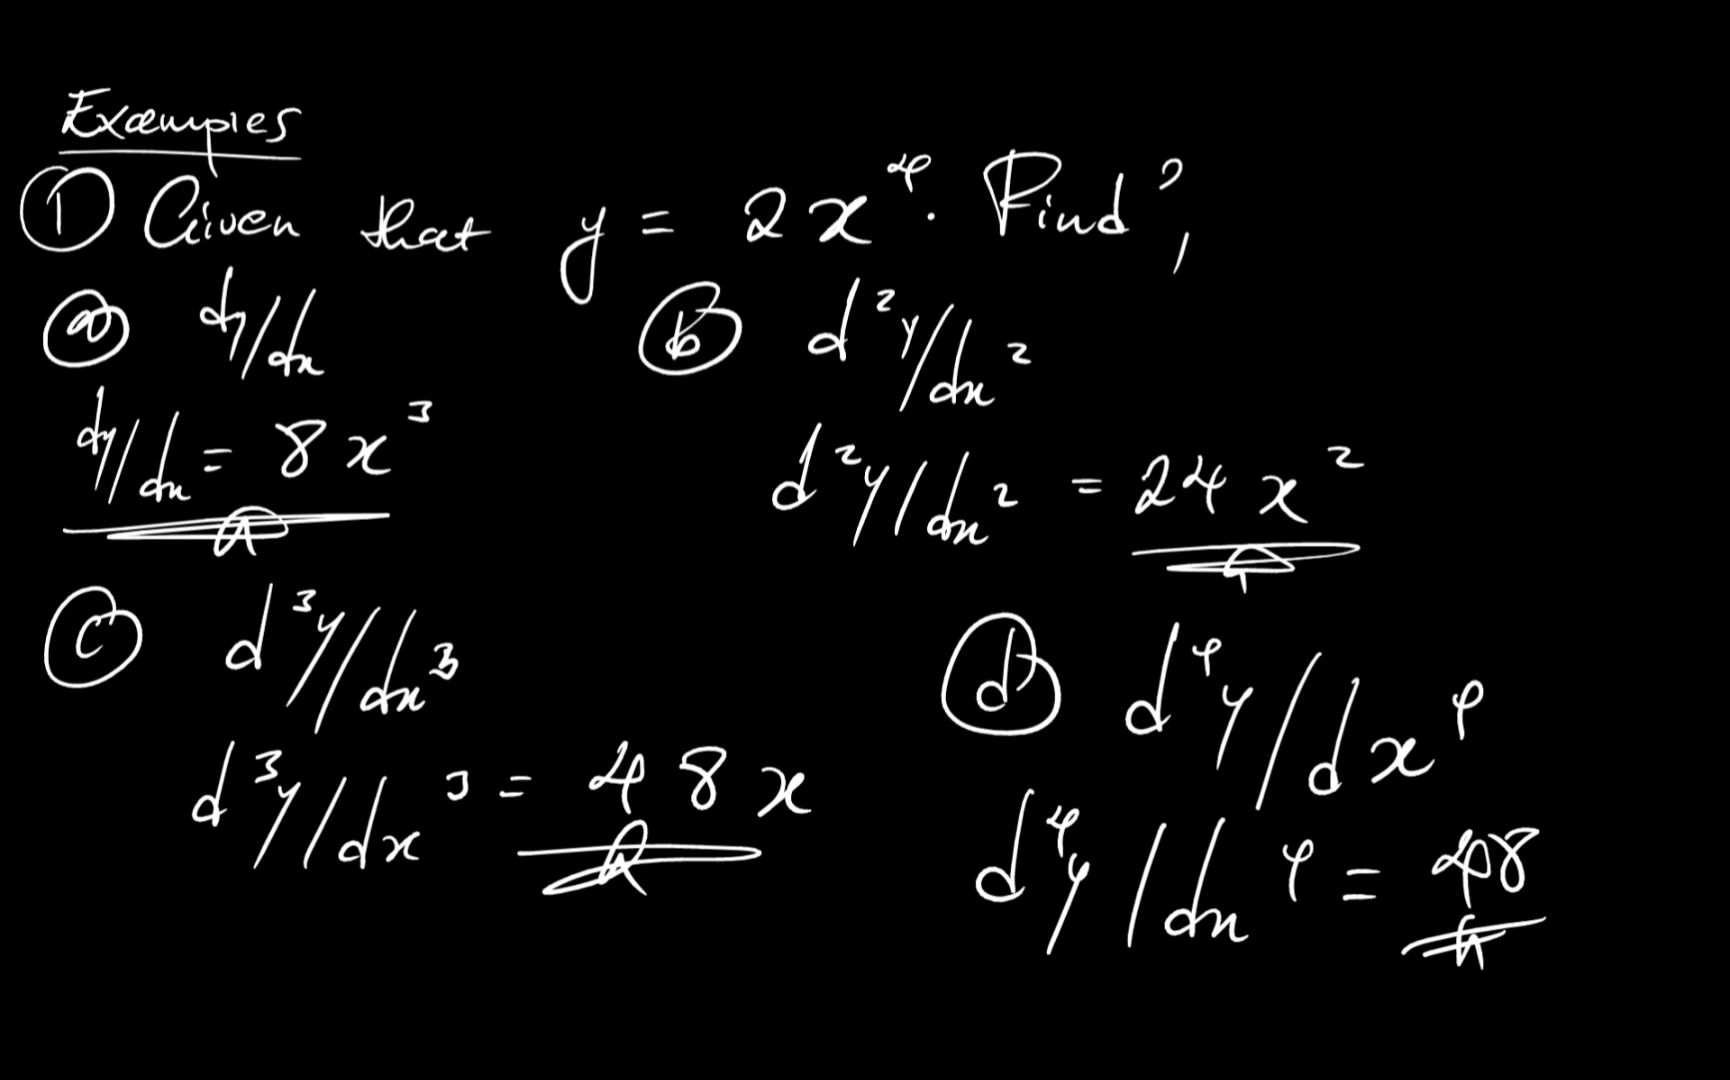 Examples
① Given that y = 2x⁴. Find;
ⓐ dy/dx
ⓑ d²y/dx²
dy/dx = 8x³
d²y/dx² = 24x²
ⓒ d³y/dx³
ⓓ d⁴y/dx⁴
d³y/dx³ = 48x
d⁴y/dx⁴ = 48